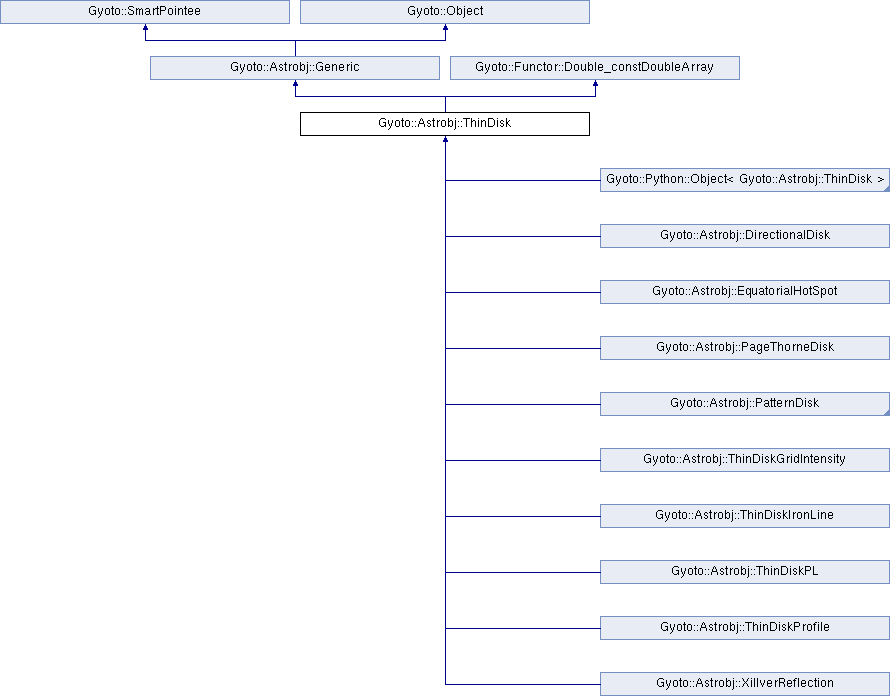 Gyoto::SmartPointee
Gyoto::Object
Gyoto::Astrobj::Generic
Gyoto::Functor::Double_constDoubleArray
Gyoto::Astrobj::ThinDisk
Gyoto::Python::Object< Gyoto::Astrobj::ThinDisk >
Gyoto::Astrobj::DirectionalDisk
Gyoto::Astrobj::EquatorialHotSpot
Gyoto::Astrobj::PageThorneDisk
Gyoto::Astrobj::PatternDisk
Gyoto::Astrobj::ThinDiskGridIntensity
Gyoto::Astrobj::ThinDiskIronLine
Gyoto::Astrobj::ThinDiskPL
Gyoto::Astrobj::ThinDiskProfile
Gyoto::Astrobj::XillverReflection